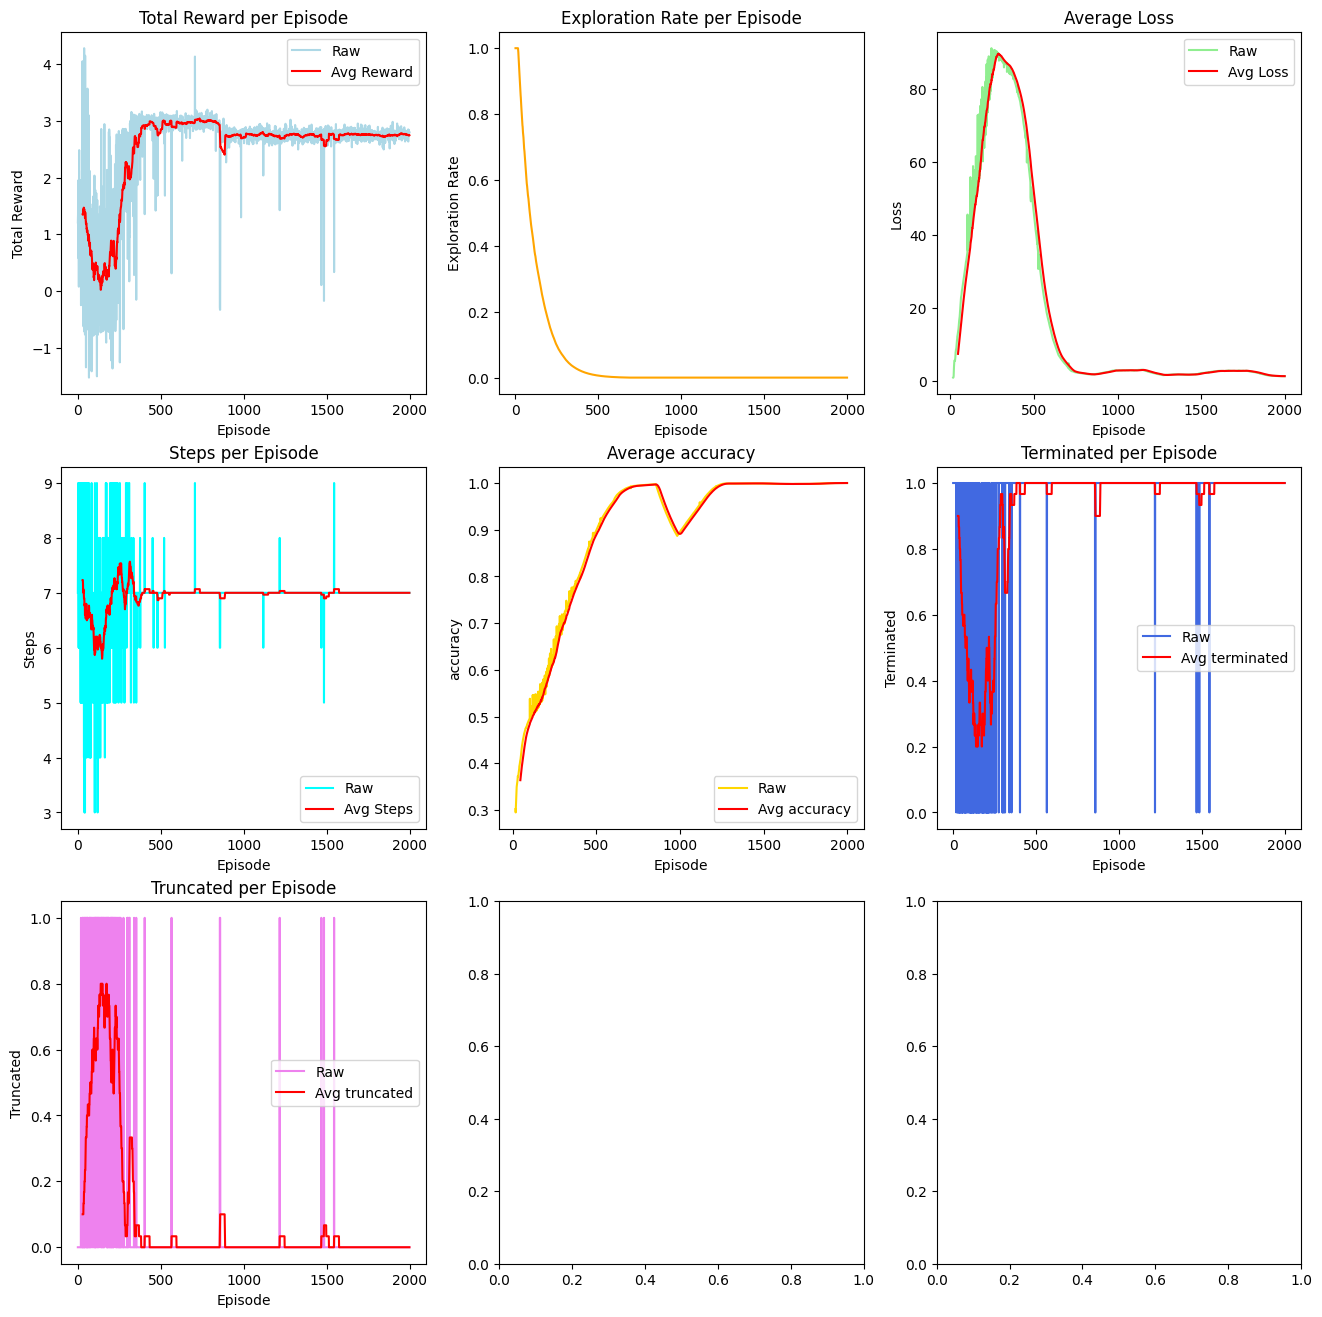 Total Reward per Episode
Total Reward
4
3
2
1
0
−1
Raw
Avg Reward
0 500 1000 1500 2000
Episode
Exploration Rate per Episode
Exploration Rate
1.0
0.8
0.6
0.4
0.2
0.0
0 500 1000 1500 2000
Episode
Average Loss
Loss
80
60
40
20
0
Raw
Avg Loss
0 500 1000 1500 2000
Episode
Steps per Episode
Steps
9
8
7
6
5
4
3
Raw
Avg Steps
0 500 1000 1500 2000
Episode
Average accuracy
accuracy
1.0
0.9
0.8
0.7
0.6
0.5
0.4
0.3
Raw
Avg accuracy
0 500 1000 1500 2000
Episode
Terminated per Episode
Terminated
1.0
0.8
0.6
0.4
0.2
0.0
Raw
Avg terminated
0 500 1000 1500 2000
Episode
Truncated per Episode
Truncated
1.0
0.8
0.6
0.4
0.2
0.0
Raw
Avg truncated
0 500 1000 1500 2000
Episode
1.0
0.8
0.6
0.4
0.2
0.0
0.0 0.2 0.4 0.6 0.8 1.0
1.0
0.8
0.6
0.4
0.2
0.0
0.0 0.2 0.4 0.6 0.8 1.0